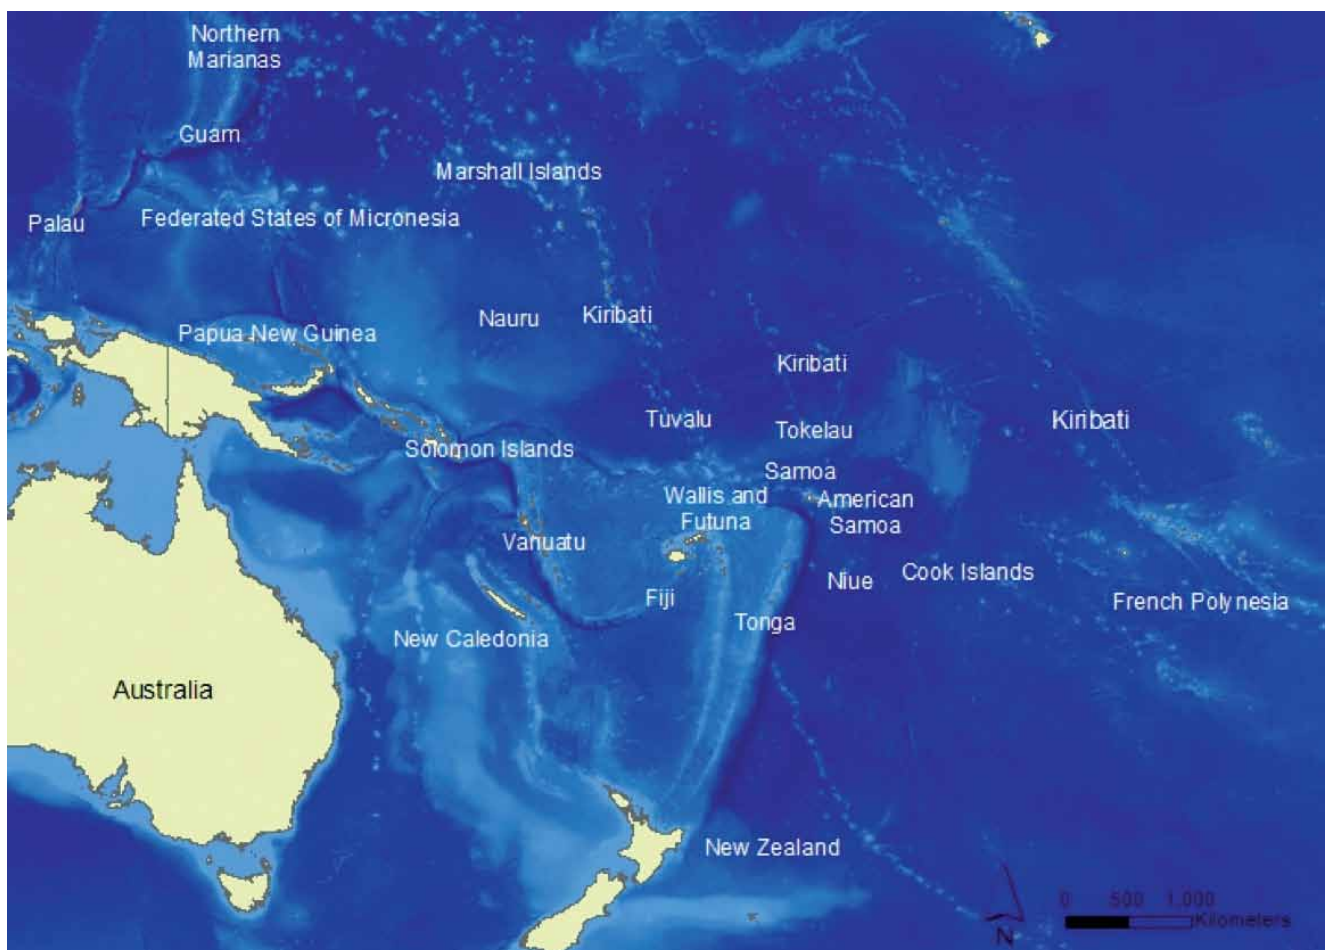 Northern
Marianas
Guam
Marshall Islands
Federated States of Micronesia
Palau
Nauru
Kiribati
Papua New Guinea
Kiribati
Tuvalu
Tokelau
Kiribati
Solomon Islands
Samoa
Wallis and
Futuna
American
Samoa
Vanuatu
Fiji
Niue
Cook Islands
French Polynesia
Tonga
New Caledonia
Australia
New Zealand
N
0 500 1,000
Kilometers